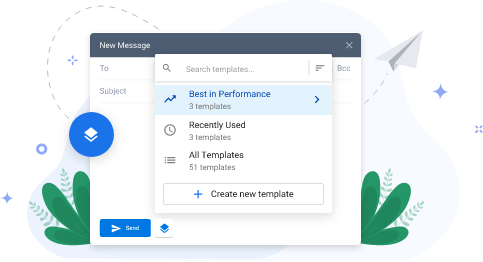 New Message
To
Bcc
Search templates...
Subject
Best in Performance
3 templates
Recently Used
3 templates
All Templates
51 templates
Create new template
Send